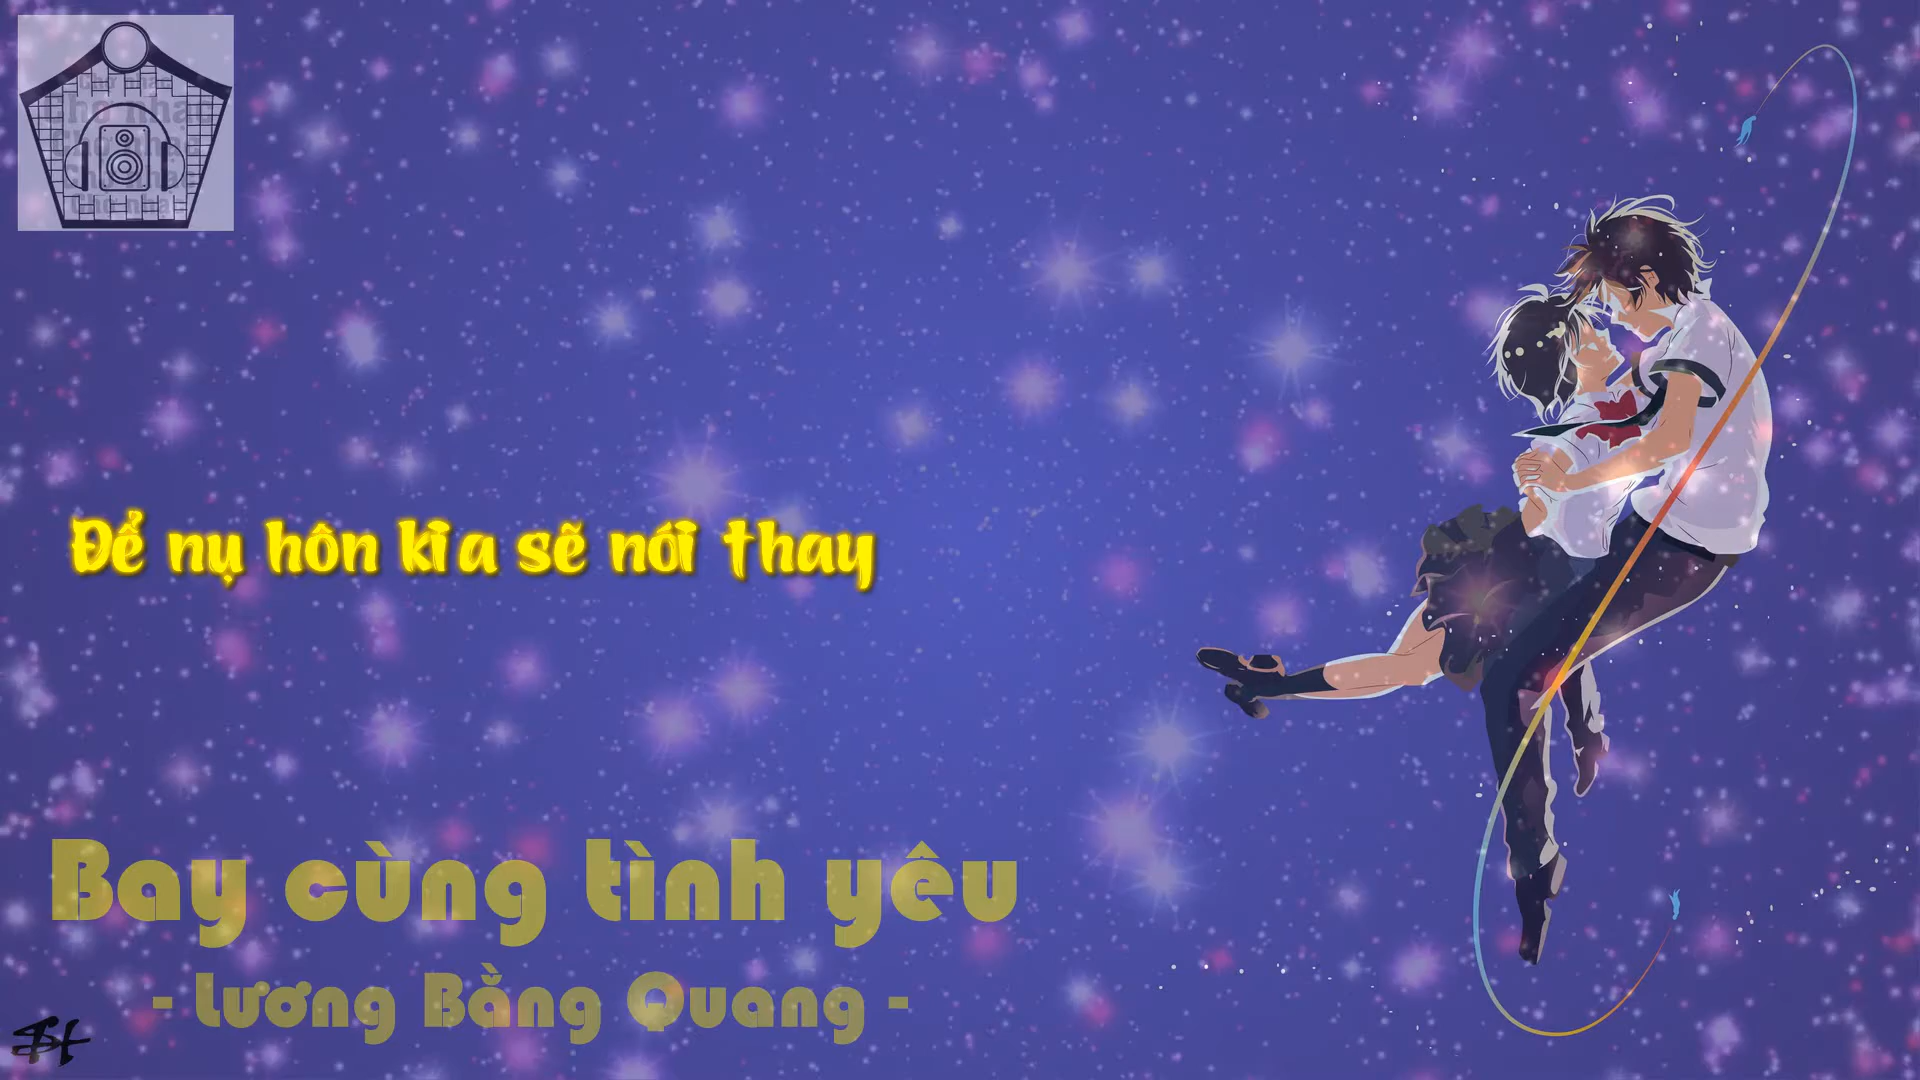 Để nụ hôn kia sẽ nói thay
Bay cùng tình yêu
- Lương Bằng Quang -